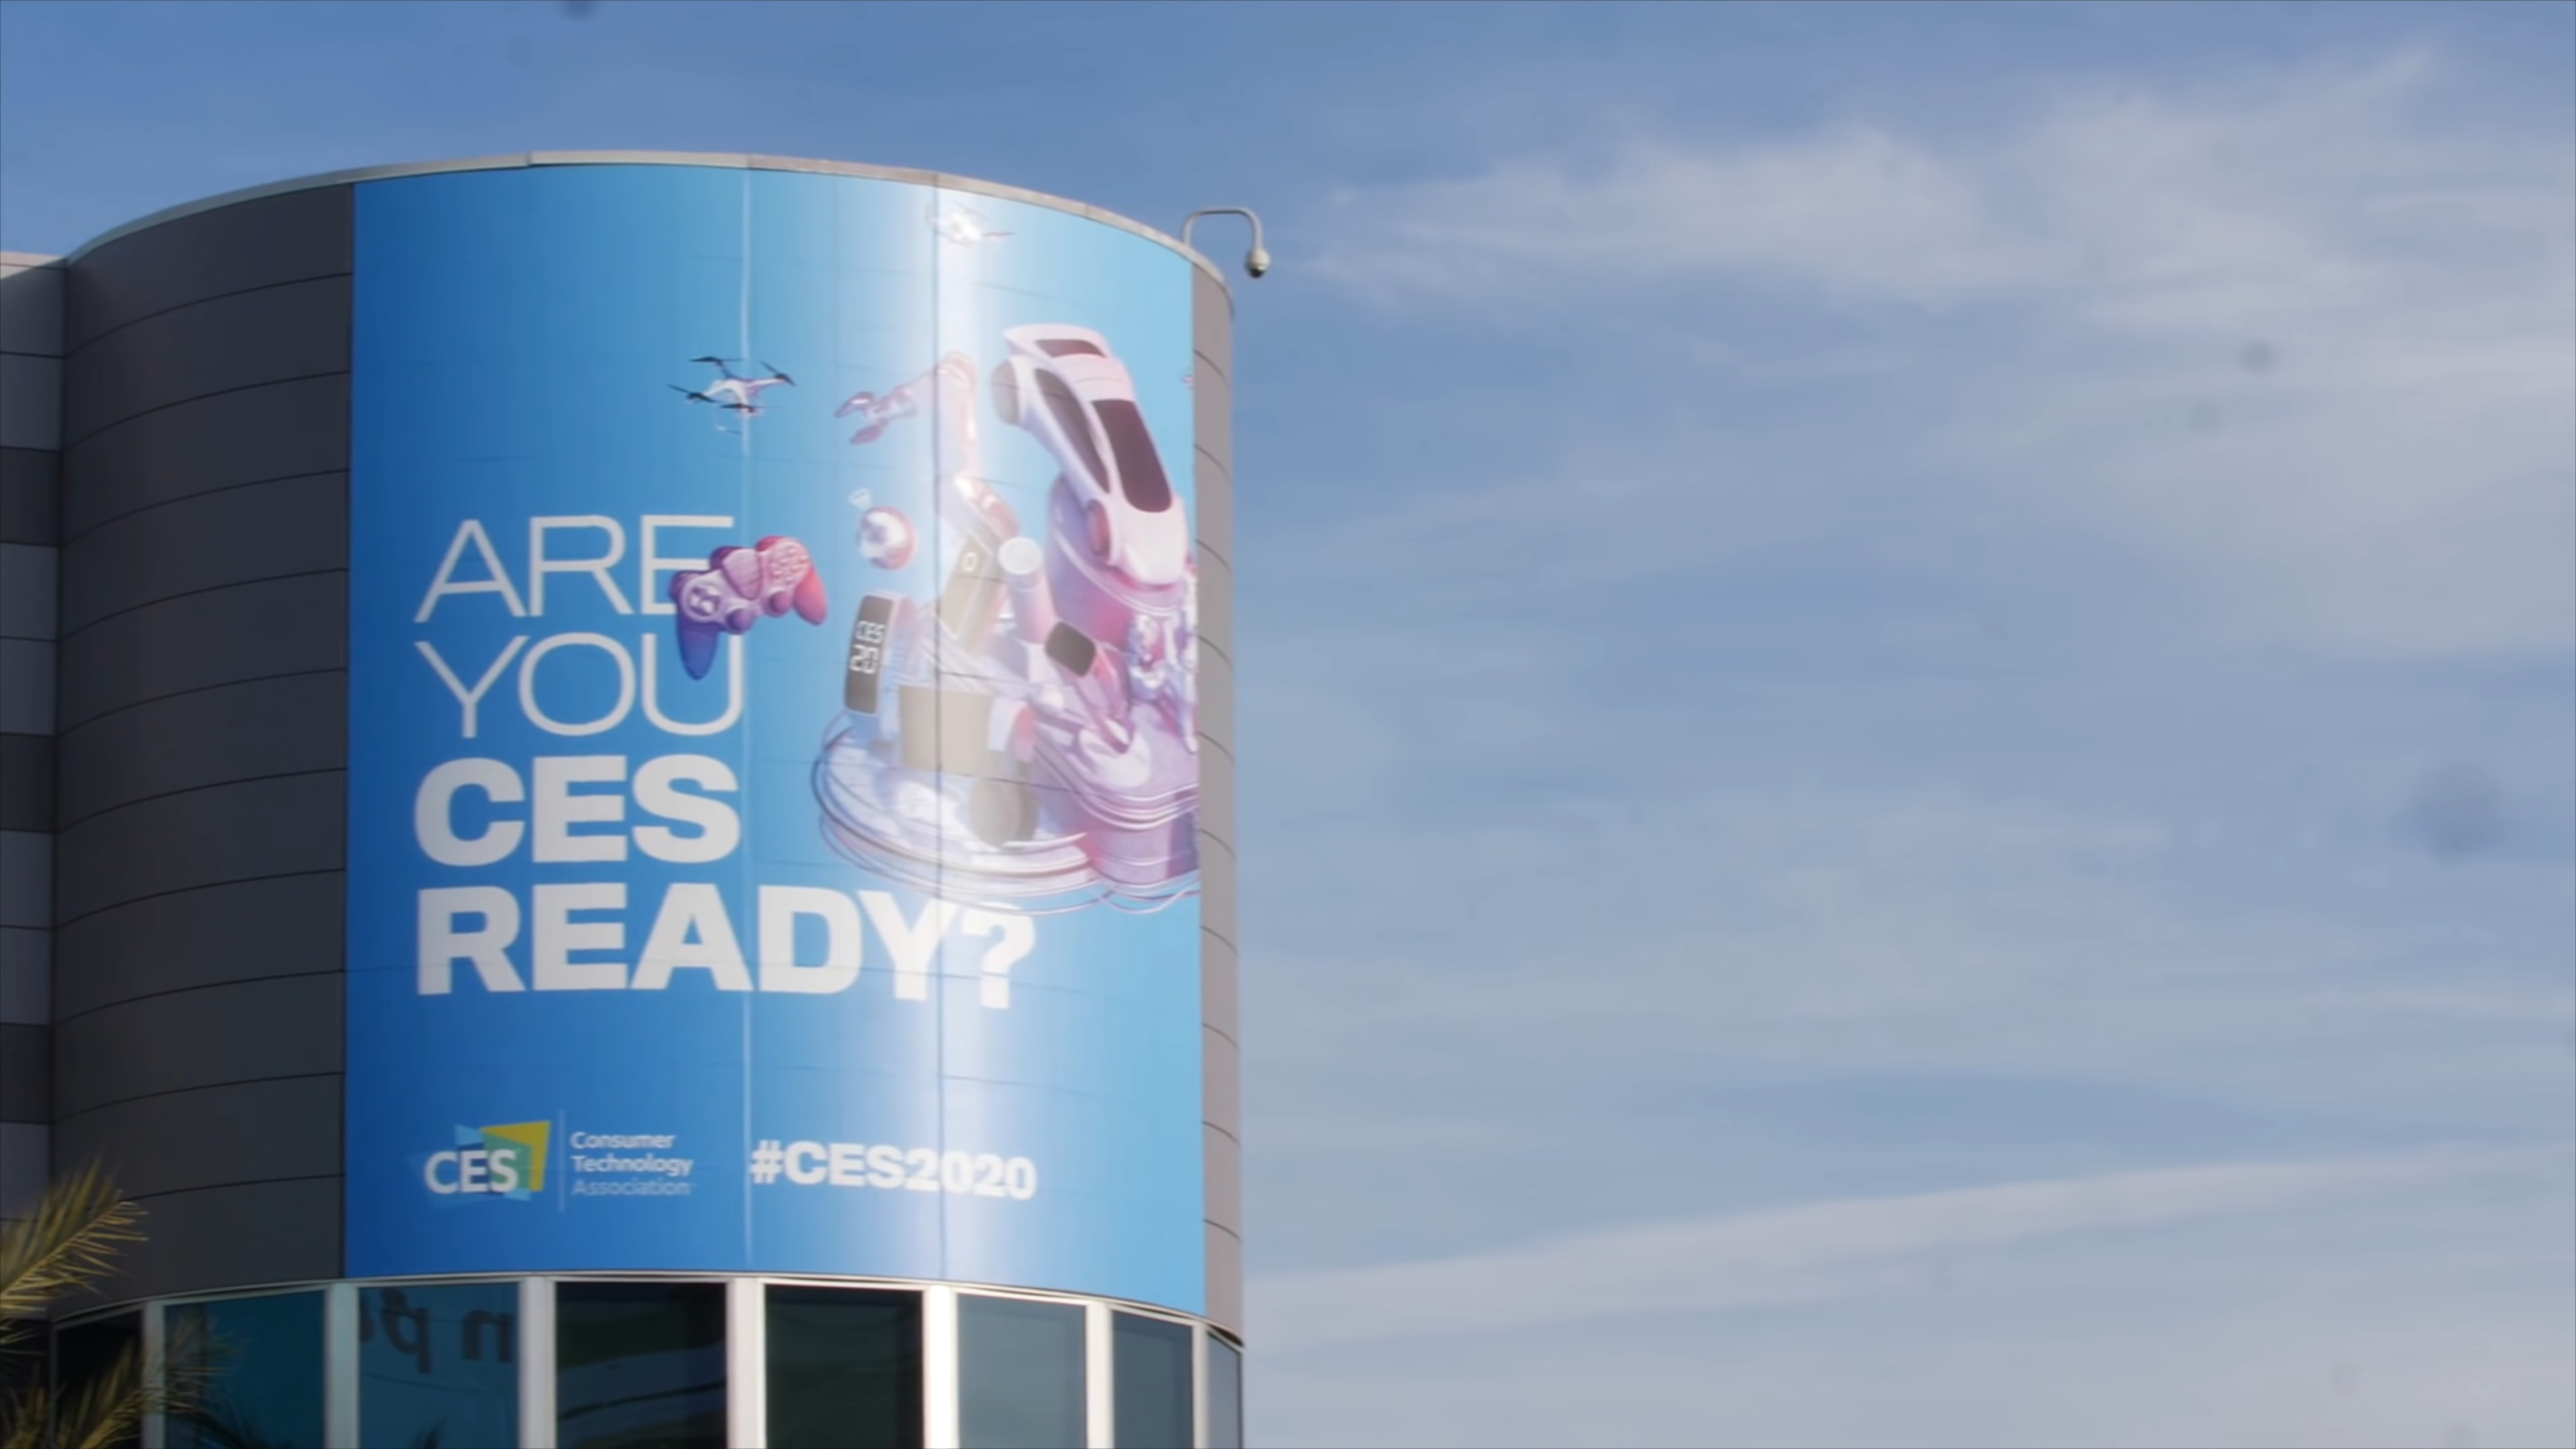 ARE
YOU
CES
READY?
CES
Consumer
Technology
Association
#CES2020